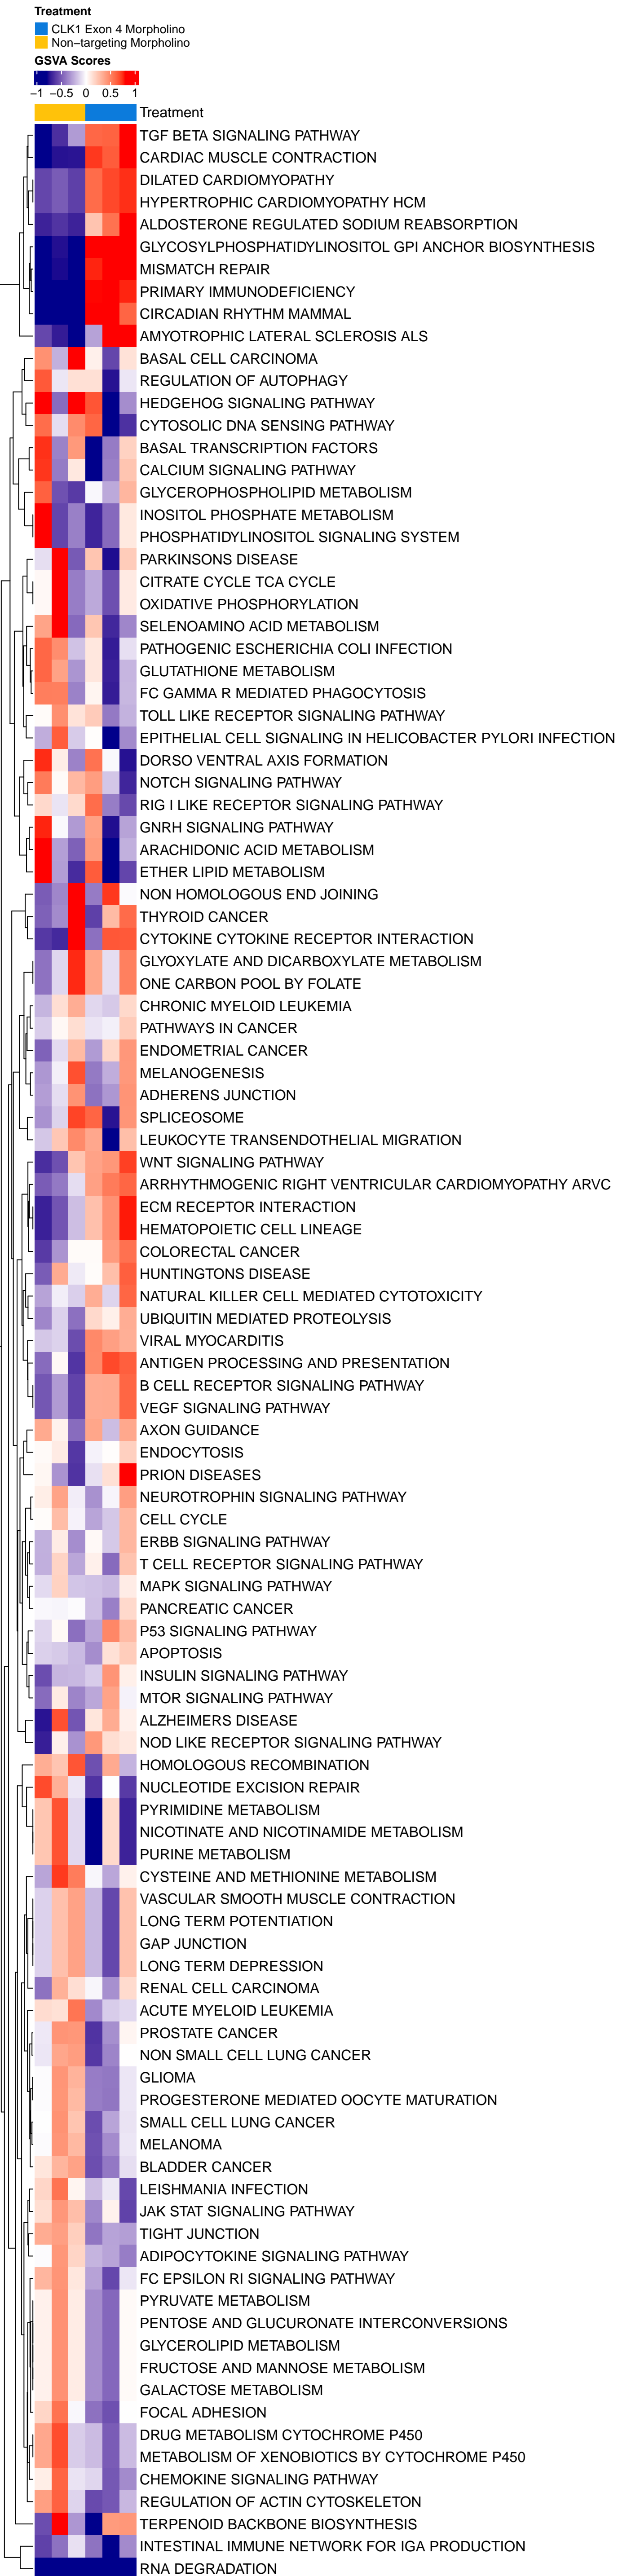 Treatment
CLK1 Exon 4 Morpholino
Non−targeting Morpholino
GSVA Scores
−1 −0.5 0 0.5 1
Treatment
TGF BETA SIGNALING PATHWAY
CARDIAC MUSCLE CONTRACTION
DILATED CARDIOMYOPATHY
HYPERTROPHIC CARDIOMYOPATHY HCM
ALDOSTERONE REGULATED SODIUM REABSORPTION
GLYCOSYLPHOSPHATIDYLINOSITOL GPI ANCHOR BIOSYNTHESIS
MISMATCH REPAIR
PRIMARY IMMUNODEFICIENCY
CIRCADIAN RHYTHM MAMMAL
AMYOTROPHIC LATERAL SCLEROSIS ALS
BASAL CELL CARCINOMA
REGULATION OF AUTOPHAGY
HEDGEHOG SIGNALING PATHWAY
CYTOSOLIC DNA SENSING PATHWAY
BASAL TRANSCRIPTION FACTORS
CALCIUM SIGNALING PATHWAY
GLYCEROPHOSPHOLIPID METABOLISM
INOSITOL PHOSPHATE METABOLISM
PHOSPHATIDYLINOSITOL SIGNALING SYSTEM
PARKINSONS DISEASE
CITRATE CYCLE TCA CYCLE
OXIDATIVE PHOSPHORYLATION
SELENOAMINO ACID METABOLISM
PATHOGENIC ESCHERICHIA COLI INFECTION
GLUTATHIONE METABOLISM
FC GAMMA R MEDIATED PHAGOCYTOSIS
TOLL LIKE RECEPTOR SIGNALING PATHWAY
EPITHELIAL CELL SIGNALING IN HELICOBACTER PYLORI INFECTION
DORSO VENTRAL AXIS FORMATION
NOTCH SIGNALING PATHWAY
RIG I LIKE RECEPTOR SIGNALING PATHWAY
GNRH SIGNALING PATHWAY
ARACHIDONIC ACID METABOLISM
ETHER LIPID METABOLISM
NON HOMOLOGOUS END JOINING
THYROID CANCER
CYTOKINE CYTOKINE RECEPTOR INTERACTION
GLYOXYLATE AND DICARBOXYLATE METABOLISM
ONE CARBON POOL BY FOLATE
CHRONIC MYELOID LEUKEMIA
PATHWAYS IN CANCER
ENDOMETRIAL CANCER
MELANOGENESIS
ADHERENS JUNCTION
SPLICEOSOME
LEUKOCYTE TRANSENDOTHELIAL MIGRATION
WNT SIGNALING PATHWAY
ARRHYTHMOGENIC RIGHT VENTRICULAR CARDIOMYOPATHY ARVC
ECM RECEPTOR INTERACTION
HEMATOPOIETIC CELL LINEAGE
COLORECTAL CANCER
HUNTINGTONS DISEASE
NATURAL KILLER CELL MEDIATED CYTOTOXICITY
UBIQUITIN MEDIATED PROTEOLYSIS
VIRAL MYOCARDITIS
ANTIGEN PROCESSING AND PRESENTATION
B CELL RECEPTOR SIGNALING PATHWAY
VEGF SIGNALING PATHWAY
AXON GUIDANCE
ENDOCYTOSIS
PRION DISEASES
NEUROTROPHIN SIGNALING PATHWAY
CELL CYCLE
ERBB SIGNALING PATHWAY
T CELL RECEPTOR SIGNALING PATHWAY
MAPK SIGNALING PATHWAY
PANCREATIC CANCER
P53 SIGNALING PATHWAY
APOPTOSIS
INSULIN SIGNALING PATHWAY
MTOR SIGNALING PATHWAY
ALZHEIMERS DISEASE
NOD LIKE RECEPTOR SIGNALING PATHWAY
HOMOLOGOUS RECOMBINATION
NUCLEOTIDE EXCISION REPAIR
PYRIMIDINE METABOLISM
NICOTINATE AND NICOTINAMIDE METABOLISM
PURINE METABOLISM
CYSTEINE AND METHIONINE METABOLISM
VASCULAR SMOOTH MUSCLE CONTRACTION
LONG TERM POTENTIATION
GAP JUNCTION
LONG TERM DEPRESSION
RENAL CELL CARCINOMA
ACUTE MYELOID LEUKEMIA
PROSTATE CANCER
NON SMALL CELL LUNG CANCER
GLIOMA
PROGESTERONE MEDIATED OOCYTE MATURATION
SMALL CELL LUNG CANCER
MELANOMA
BLADDER CANCER
LEISHMANIA INFECTION
JAK STAT SIGNALING PATHWAY
TIGHT JUNCTION
ADIPOCYTOKINE SIGNALING PATHWAY
FC EPSILON RI SIGNALING PATHWAY
PYRUVATE METABOLISM
PENTOSE AND GLUCURONATE INTERCONVERSIONS
GLYCEROLIPID METABOLISM
FRUCTOSE AND MANNOSE METABOLISM
GALACTOSE METABOLISM
FOCAL ADHESION
DRUG METABOLISM CYTOCHROME P450
METABOLISM OF XENOBIOTICS BY CYTOCHROME P450
CHEMOKINE SIGNALING PATHWAY
REGULATION OF ACTIN CYTOSKELETON
TERPENOID BACKBONE BIOSYNTHESIS
INTESTINAL IMMUNE NETWORK FOR IGA PRODUCTION
RNA DEGRADATION